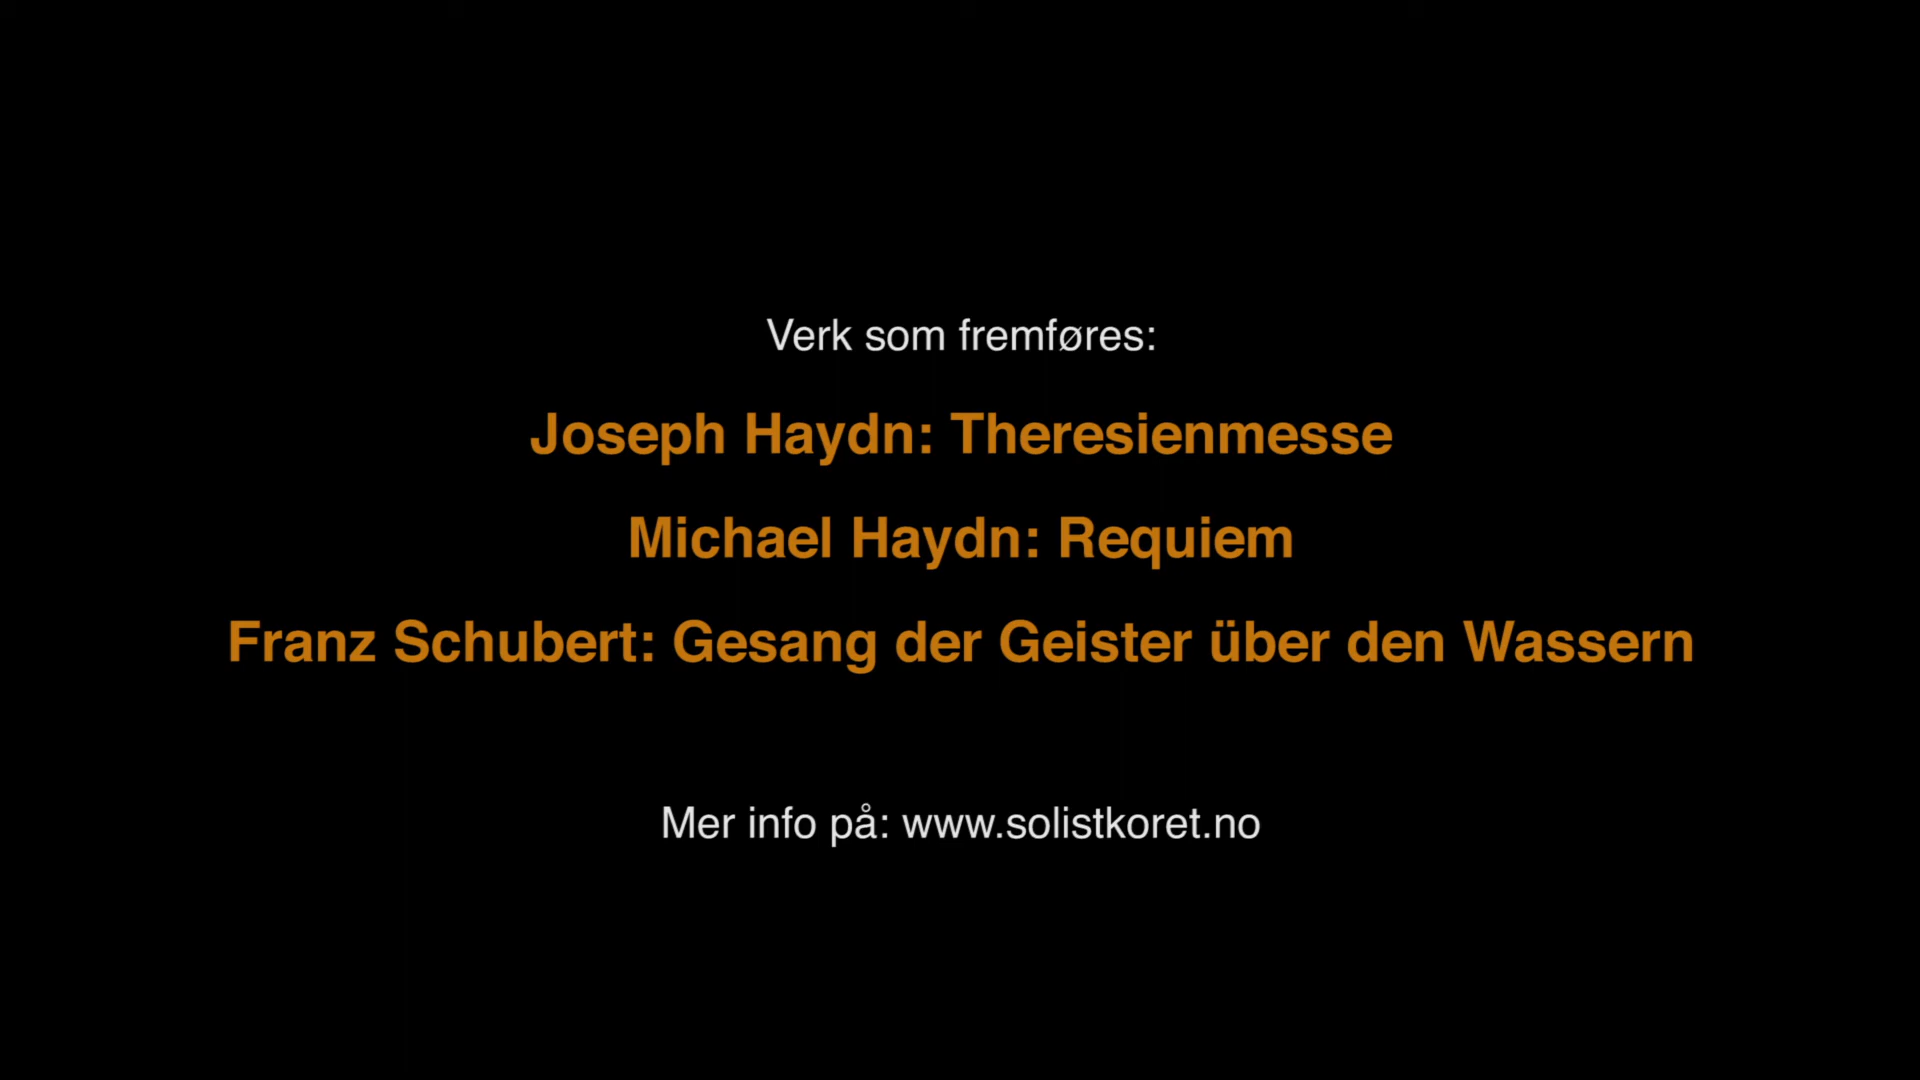 Verk som fremføres:
Joseph Haydn: Theresienmesse
Michael Haydn: Requiem
Franz Schubert: Gesang der Geister über den Wassern
Mer info på: www.solistkoret.no